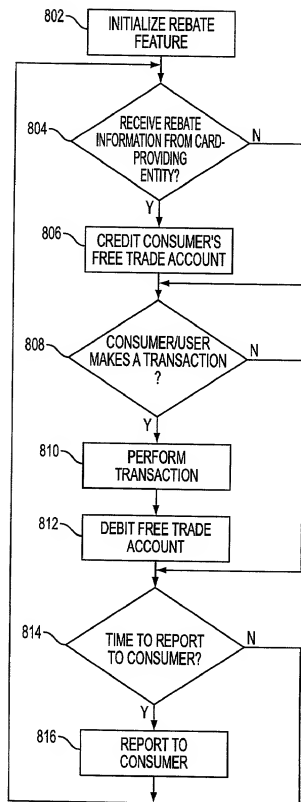 802
INITIALIZE REBATE
FEATURE
804
RECEIVE REBATE
INFORMATION FROM CARD-
PROVIDING
ENTITY?
N
Y
806
CREDIT CONSUMER'S
FREE TRADE ACCOUNT
808
CONSUMER/USER
MAKES A TRANSACTION
?
N
Y
810
PERFORM
TRANSACTION
812
DEBIT FREE TRADE
ACCOUNT
814
TIME TO REPORT
TO CONSUMER?
N
Y
816
REPORT TO
CONSUMER